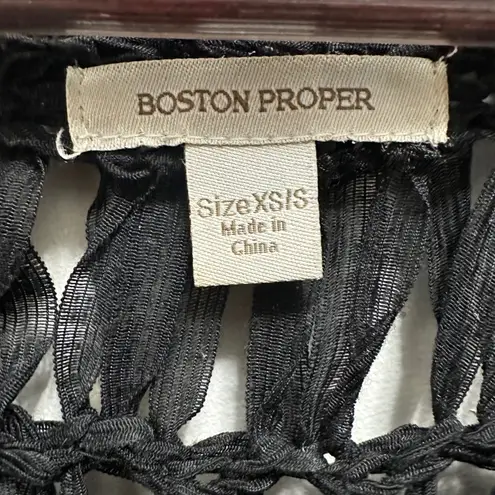 BOSTON PROPER
Size XS/S
Made in
China